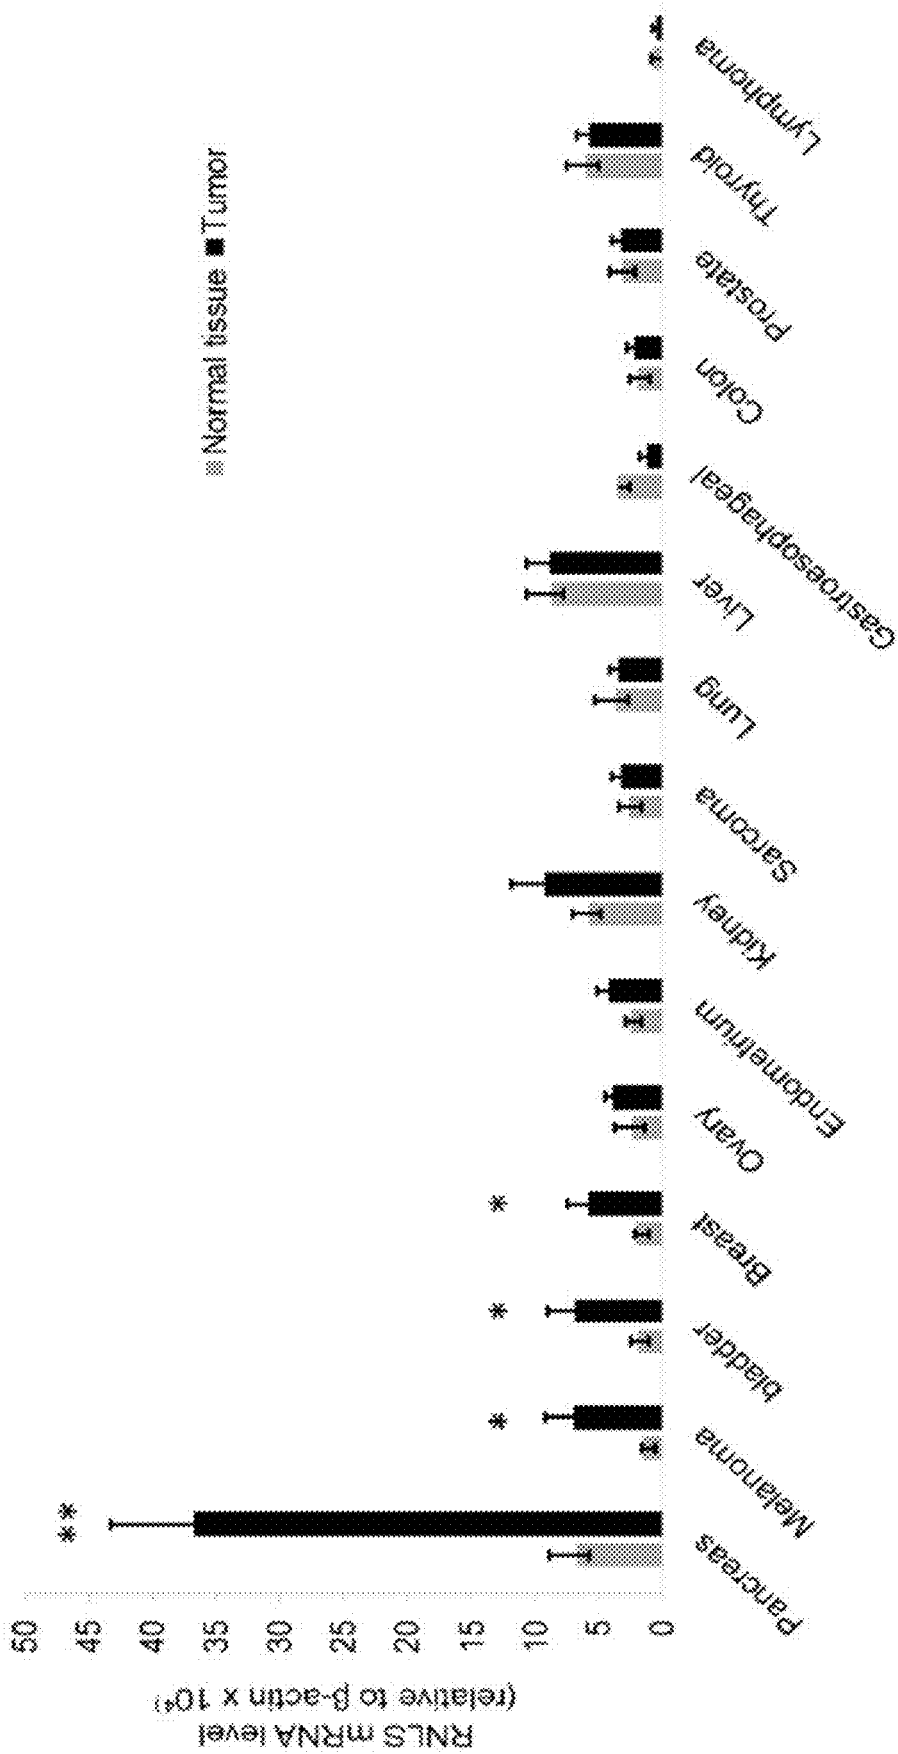 RNLS mRNA level
(relative to β-actin x 10⁴)
50
45
40
35
30
25
20
15
10
5
0
**
*
*
*
Normal tissue Tumor
Pancreas
Melanoma
bladder
Breast
Ovary
Endometrium
Kidney
Sarcoma
Lung
Liver
Gastroesophageal
Colon
Prostate
Thyroid
Lymphoma